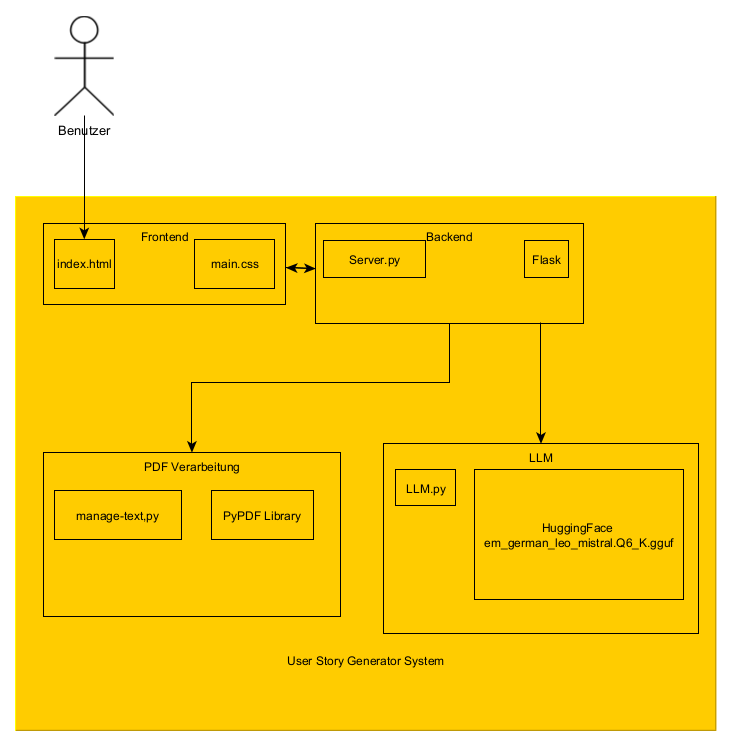 Benutzer
Frontend
index.html
main.css
Backend
Server.py
Flask
PDF Verarbeitung
manage-text,py
PyPDF Library
LLM
LLM.py
HuggingFace
em_german_leo_mistral.Q6_K.gguf
User Story Generator System